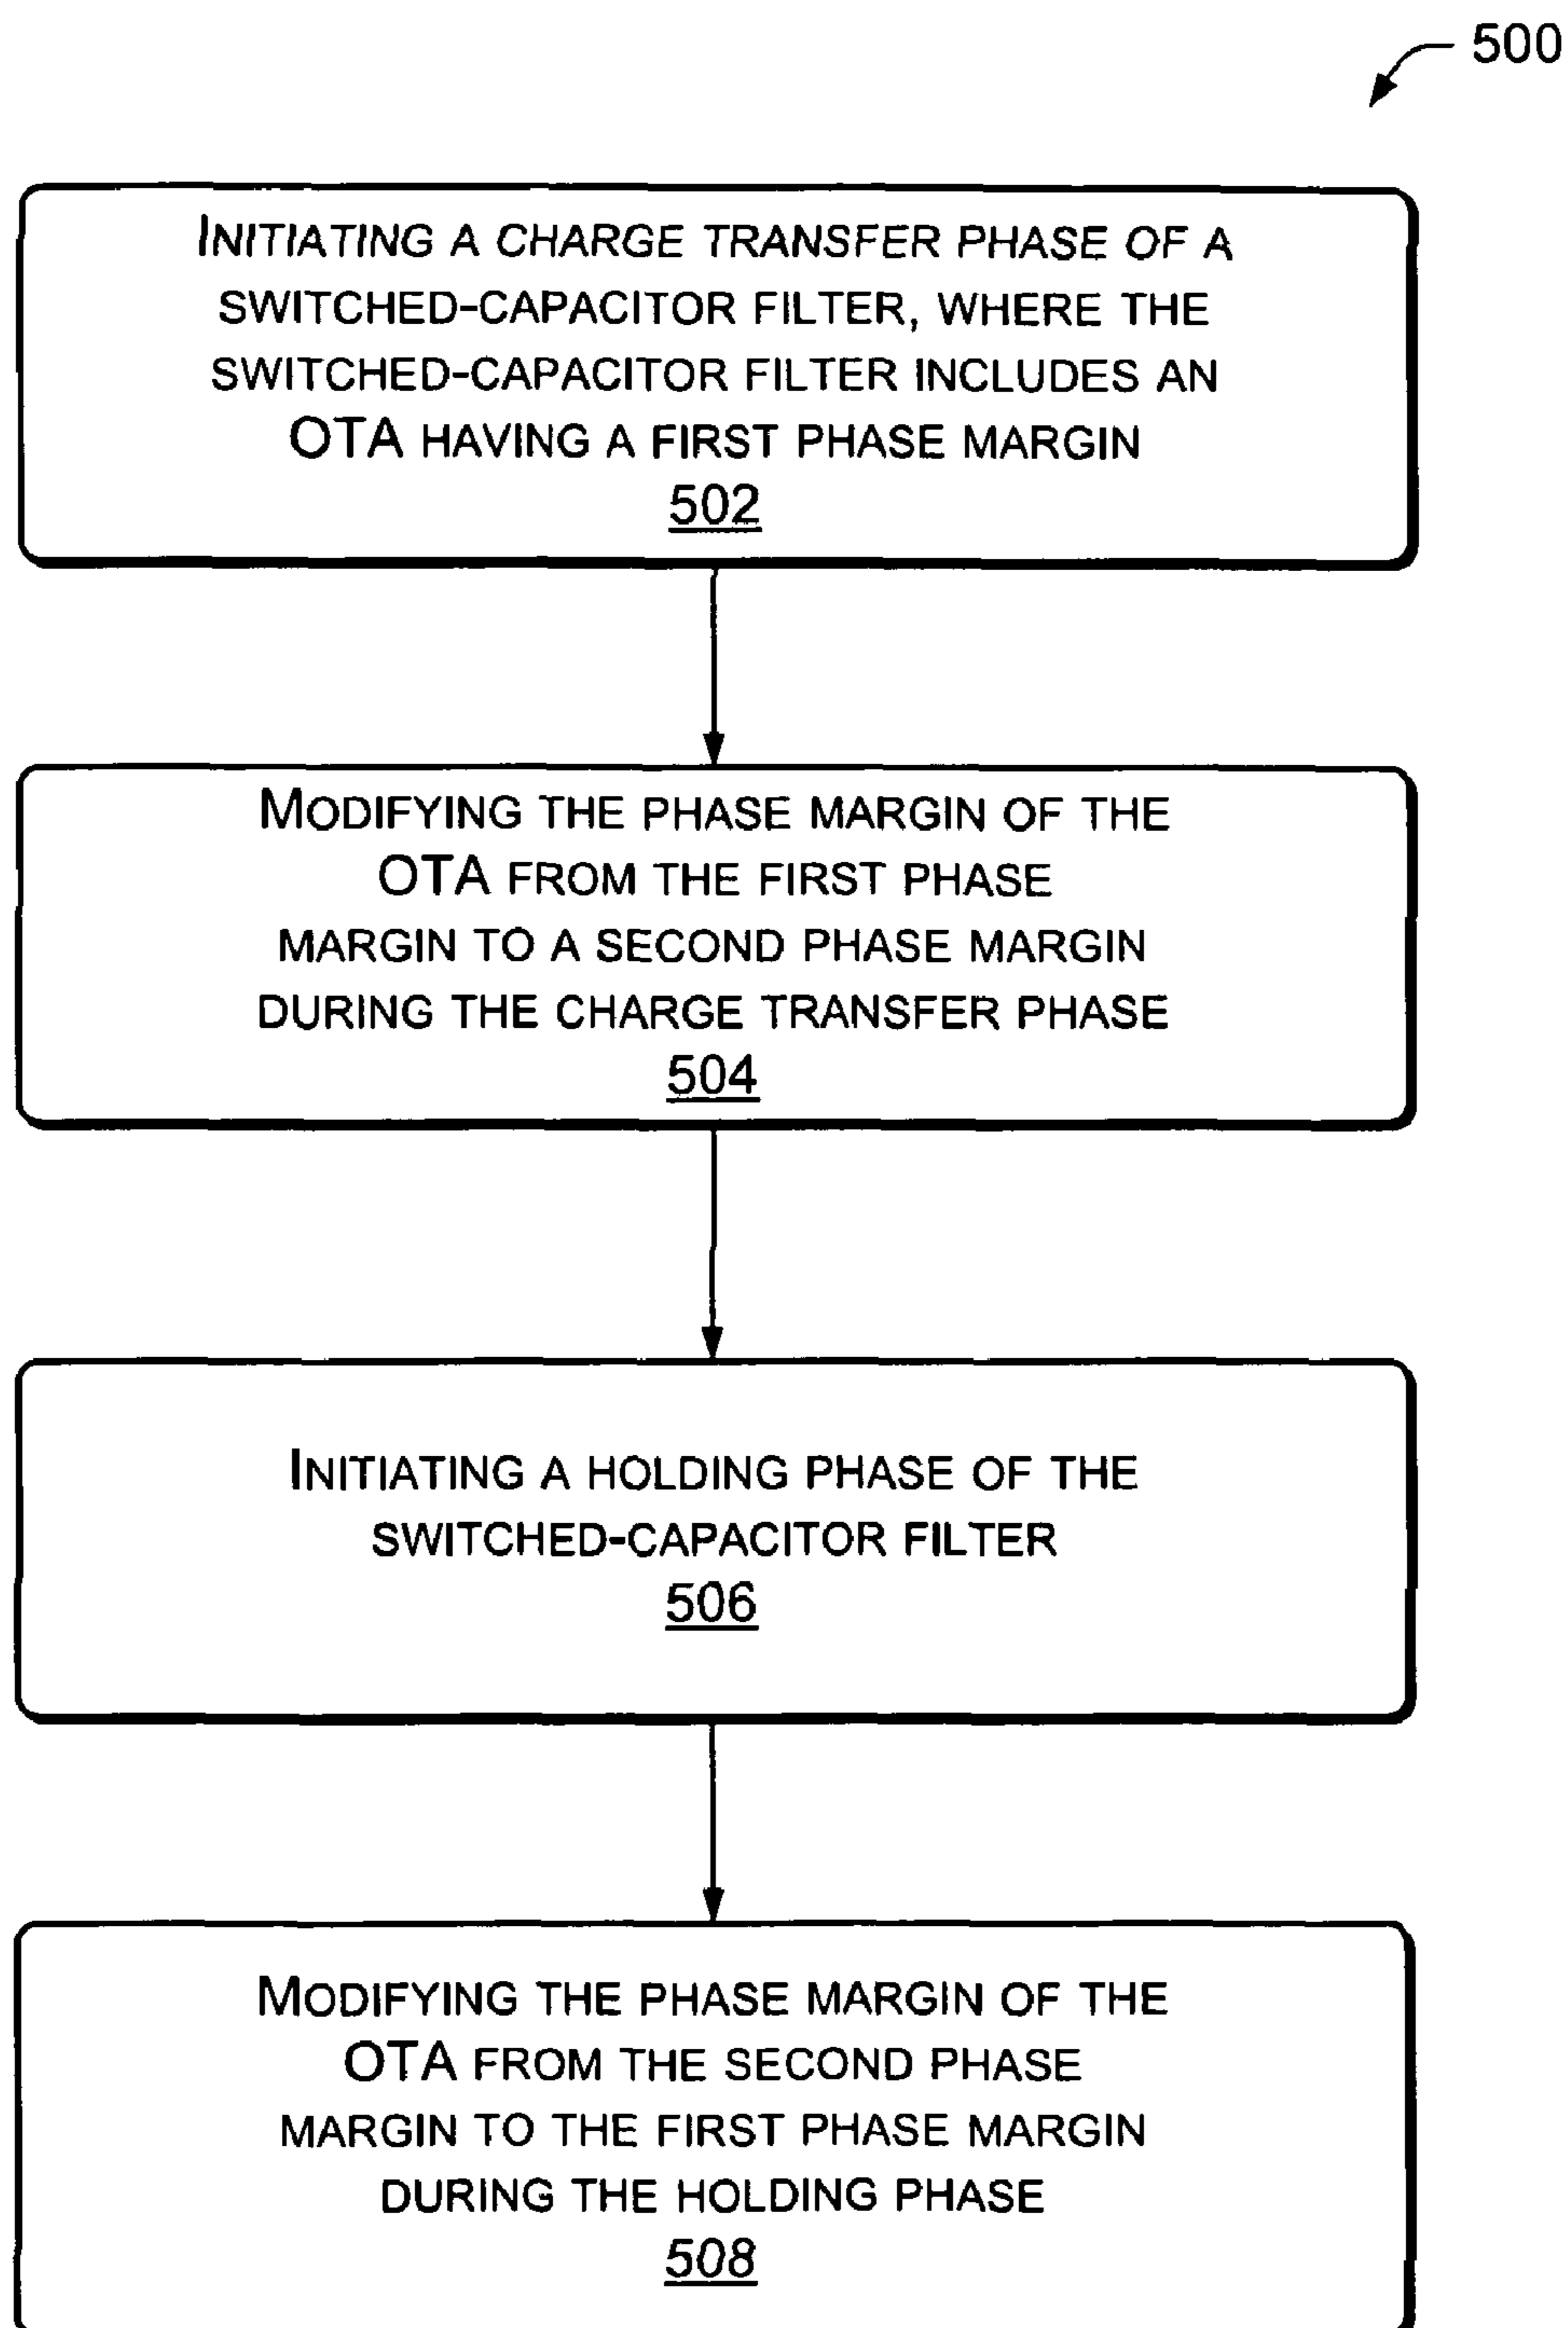 500
INITIATING A CHARGE TRANSFER PHASE OF A
SWITCHED-CAPACITOR FILTER, WHERE THE
SWITCHED-CAPACITOR FILTER INCLUDES AN
OTA HAVING A FIRST PHASE MARGIN
502
MODIFYING THE PHASE MARGIN OF THE
OTA FROM THE FIRST PHASE
MARGIN TO A SECOND PHASE MARGIN
DURING THE CHARGE TRANSFER PHASE
504
INITIATING A HOLDING PHASE OF THE
SWITCHED-CAPACITOR FILTER
506
MODIFYING THE PHASE MARGIN OF THE
OTA FROM THE SECOND PHASE
MARGIN TO THE FIRST PHASE MARGIN
DURING THE HOLDING PHASE
508